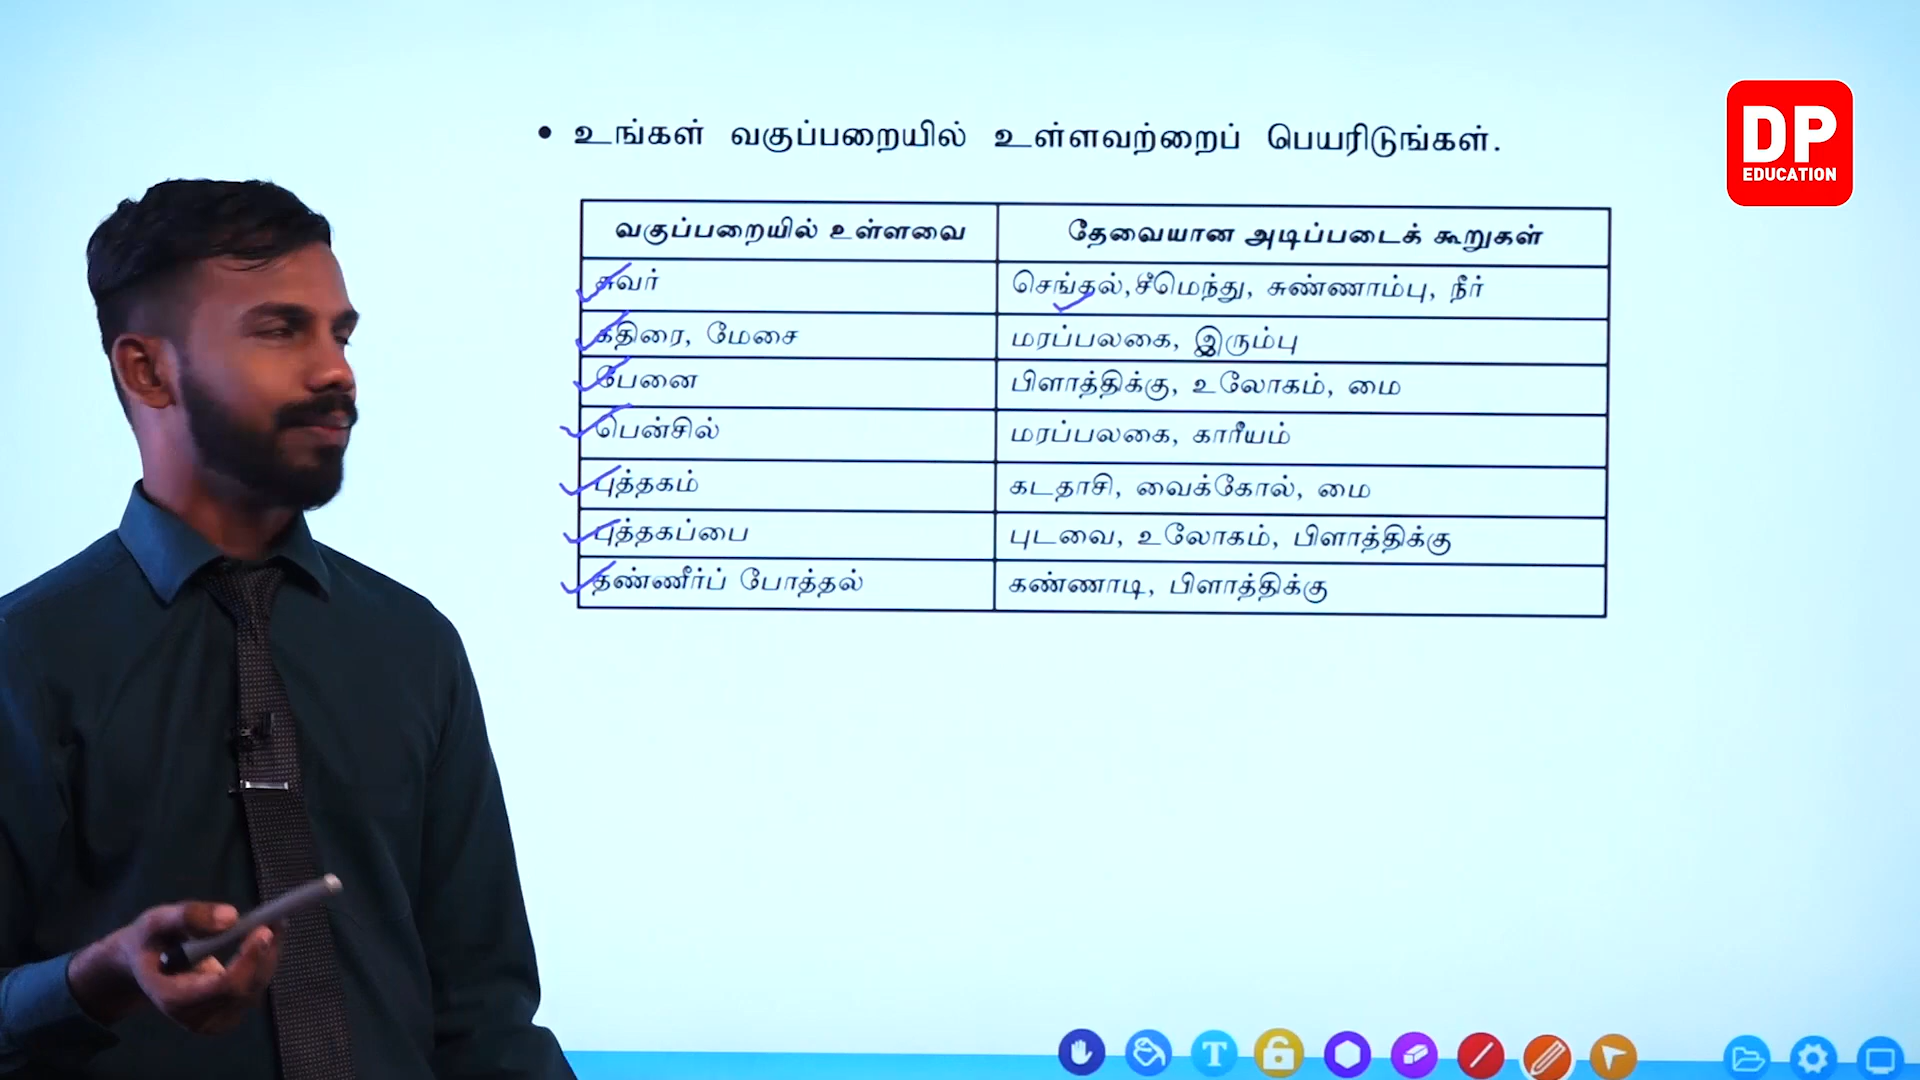 • உங்கள் வகுப்பறையில் உள்ளவற்றைப் பெயரிடுங்கள்.
DP
EDUCATION
வகுப்பறையில் உள்ளவை தேவையான அடிப்படைக் கூறுகள்
சுவர் செங்தல்,சீமெந்து, சுண்ணாம்பு, நீர்
கதிரை, மேசை மரப்பலகை, இரும்பு
பேனை பிளாத்திக்கு, உலோகம், மை
பென்சில் மரப்பலகை, காரீயம்
புத்தகம் கடதாசி, வைக்கோல், மை
புத்தகப்பை புடவை, உலோகம், பிளாத்திக்கு
தண்ணீர்ப் போத்தல் கண்ணாடி, பிளாத்திக்கு